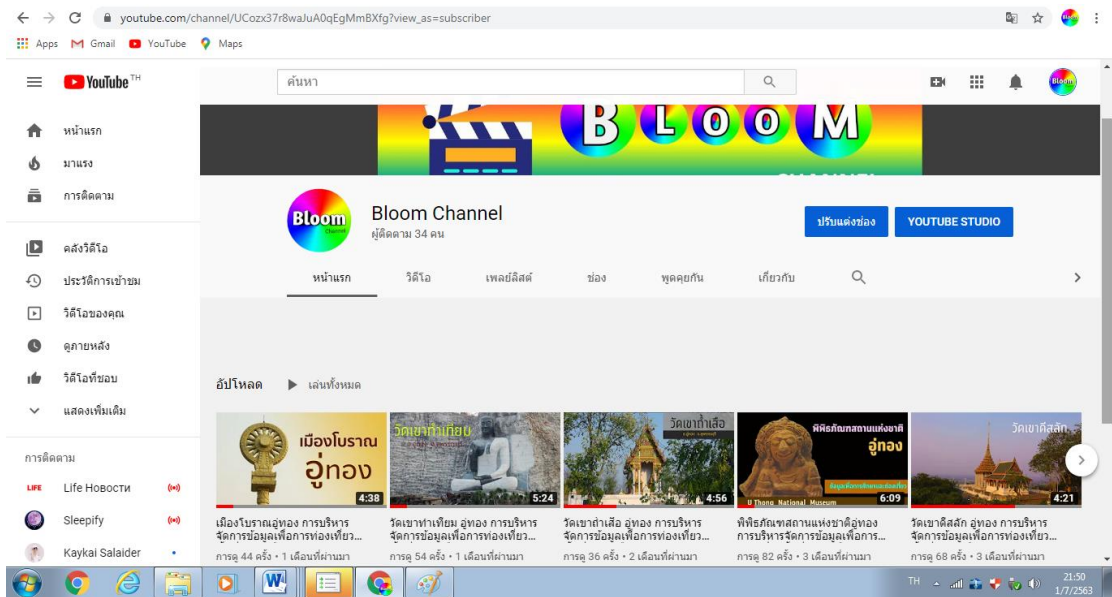 youtube.com/channel/UCozx37r8waJuA0qEgMmBXfg?view_as=subscriber
Apps Gmail YouTube Maps
YouTube TH
ค้นหา
BLOOM
หน้าแรก
มาแรง
การติดตาม
คลังวิดีโอ
ประวัติการเข้าชม
วิดีโอของคุณ
ดูภายหลัง
วิดีโอที่ชอบ
แสดงเพิ่มเติม
การติดตาม
LIFE Life Новости
Sleepify
Kaykai Salaider
Bloom
Channel
Bloom Channel
ผู้ติดตาม 34 คน
ปรับแต่งช่อง YOUTUBE STUDIO
หน้าแรก วิดีโอ เพลย์ลิสต์ ช่อง พูดคุยกัน เกี่ยวกับ
อัปโหลด เล่นทั้งหมด
เมืองโบราณ
อู่ทอง
4:38
เมืองโบราณอู่ทอง การบริหาร
จัดการข้อมูลเพื่อการท่องเที่ยว...
การดู 44 ครั้ง • 1 เดือนที่ผ่านมา
วัดเขาทำเทียม
5:24
วัดเขาทำเทียม อู่ทอง การบริหาร
จัดการข้อมูลเพื่อการท่องเที่ยว...
การดู 54 ครั้ง • 1 เดือนที่ผ่านมา
วัดเขาถ้ำเสือ
4:56
วัดเขาถ้ำเสือ อู่ทอง การบริหาร
จัดการข้อมูลเพื่อการท่องเที่ยว...
การดู 36 ครั้ง • 2 เดือนที่ผ่านมา
พิพิธภัณฑสถานแห่งชาติ
อู่ทอง
U Thong National Museum
6:09
พิพิธภัณฑสถานแห่งชาติอู่ทอง
การบริหารจัดการข้อมูลเพื่อการ...
การดู 82 ครั้ง • 3 เดือนที่ผ่านมา
วัดเขาดีสลัก
4:21
วัดเขาดีสลัก อู่ทอง การบริหาร
จัดการข้อมูลเพื่อการท่องเที่ยว...
การดู 68 ครั้ง • 3 เดือนที่ผ่านมา
TH
21:50
1/7/2563